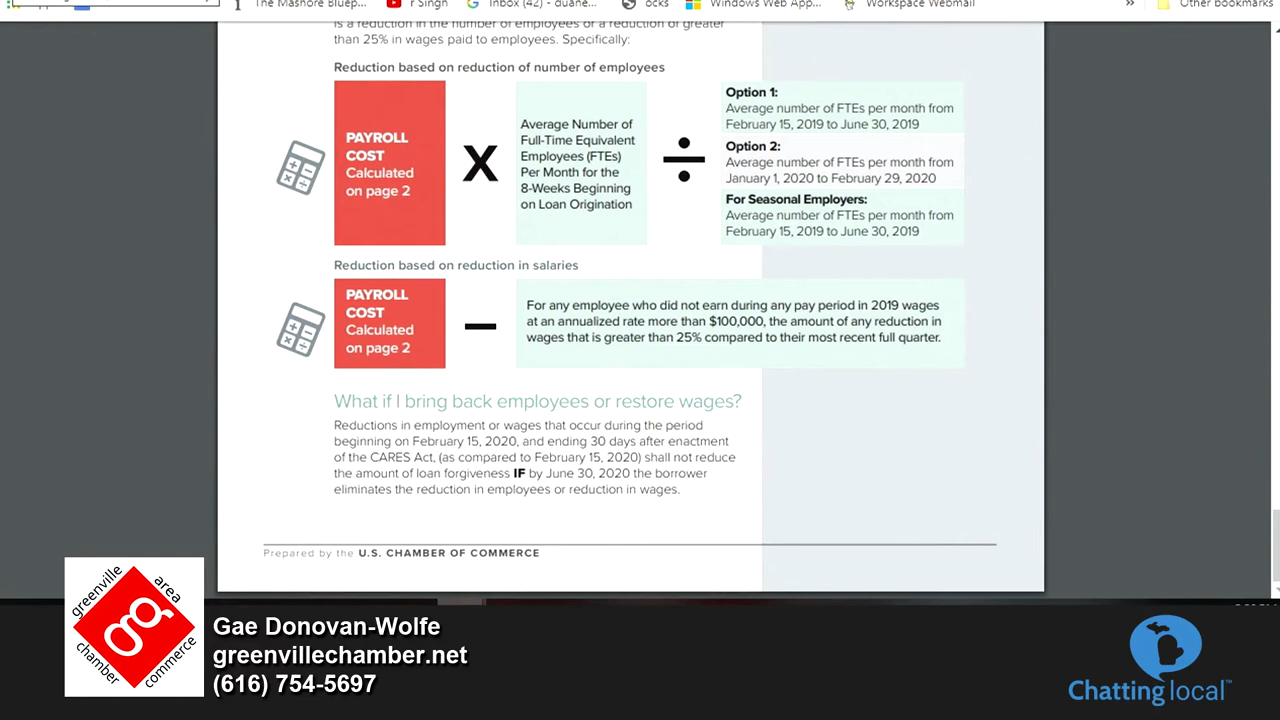 The Mashore Bluep...
r Singh
Inbox (42) - duane...
ocks
Windows Web App...
Workspace Webmail
»
Other bookmarks
is a reduction in the number of employees or a reduction of greater
than 25% in wages paid to employees. Specifically:
Reduction based on reduction of number of employees
PAYROLL
COST
Calculated
on page 2
X
Average Number of
Full-Time Equivalent
Employees (FTEs)
Per Month for the
8-Weeks Beginning
on Loan Origination
÷
Option 1:
Average number of FTEs per month from
February 15, 2019 to June 30, 2019
Option 2:
Average number of FTEs per month from
January 1, 2020 to February 29, 2020
For Seasonal Employers:
Average number of FTEs per month from
February 15, 2019 to June 30, 2019
Reduction based on reduction in salaries
PAYROLL
COST
Calculated
on page 2
—
For any employee who did not earn during any pay period in 2019 wages
at an annualized rate more than $100,000, the amount of any reduction in
wages that is greater than 25% compared to their most recent full quarter.
What if I bring back employees or restore wages?
Reductions in employment or wages that occur during the period
beginning on February 15, 2020, and ending 30 days after enactment
of the CARES Act, (as compared to February 15, 2020) shall not reduce
the amount of loan forgiveness IF by June 30, 2020 the borrower
eliminates the reduction in employees or reduction in wages.
Prepared by the U.S. CHAMBER OF COMMERCE
greenville area
gg
chamber commerce
Gae Donovan-Wolfe
greenvillechamber.net
(616) 754-5697
Chatting local™